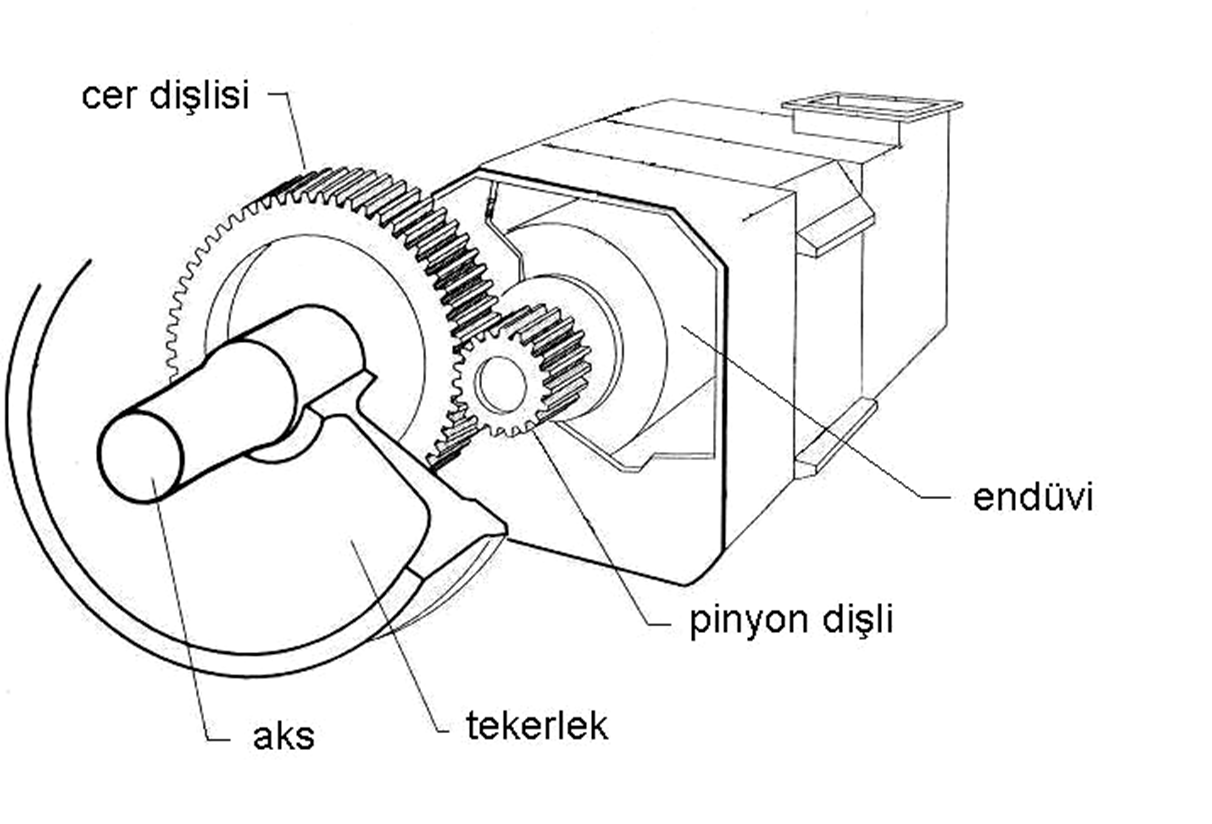 cer dişlisi
endüvi
pinyon dişli
tekerlek
aks